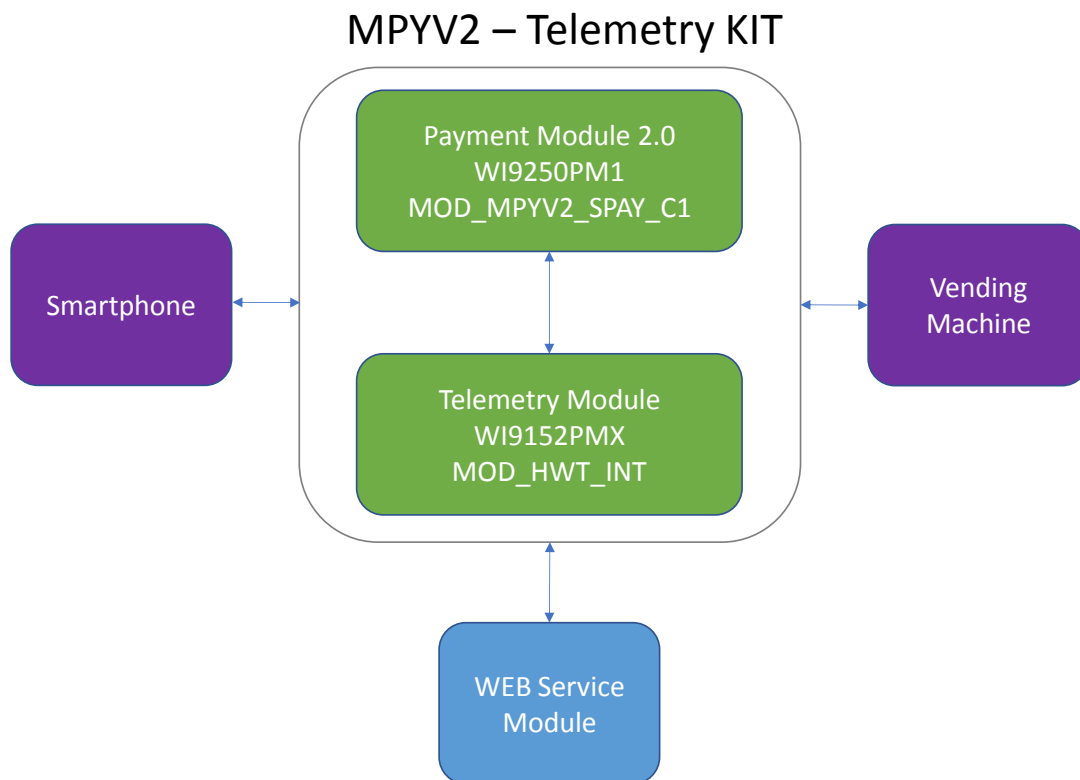 MPYV2 – Telemetry KIT
Payment Module 2.0
WI9250PM1
MOD_MPYV2_SPAY_C1
Smartphone
Vending
Machine
Telemetry Module
WI9152PMX
MOD_HWT_INT
WEB Service
Module